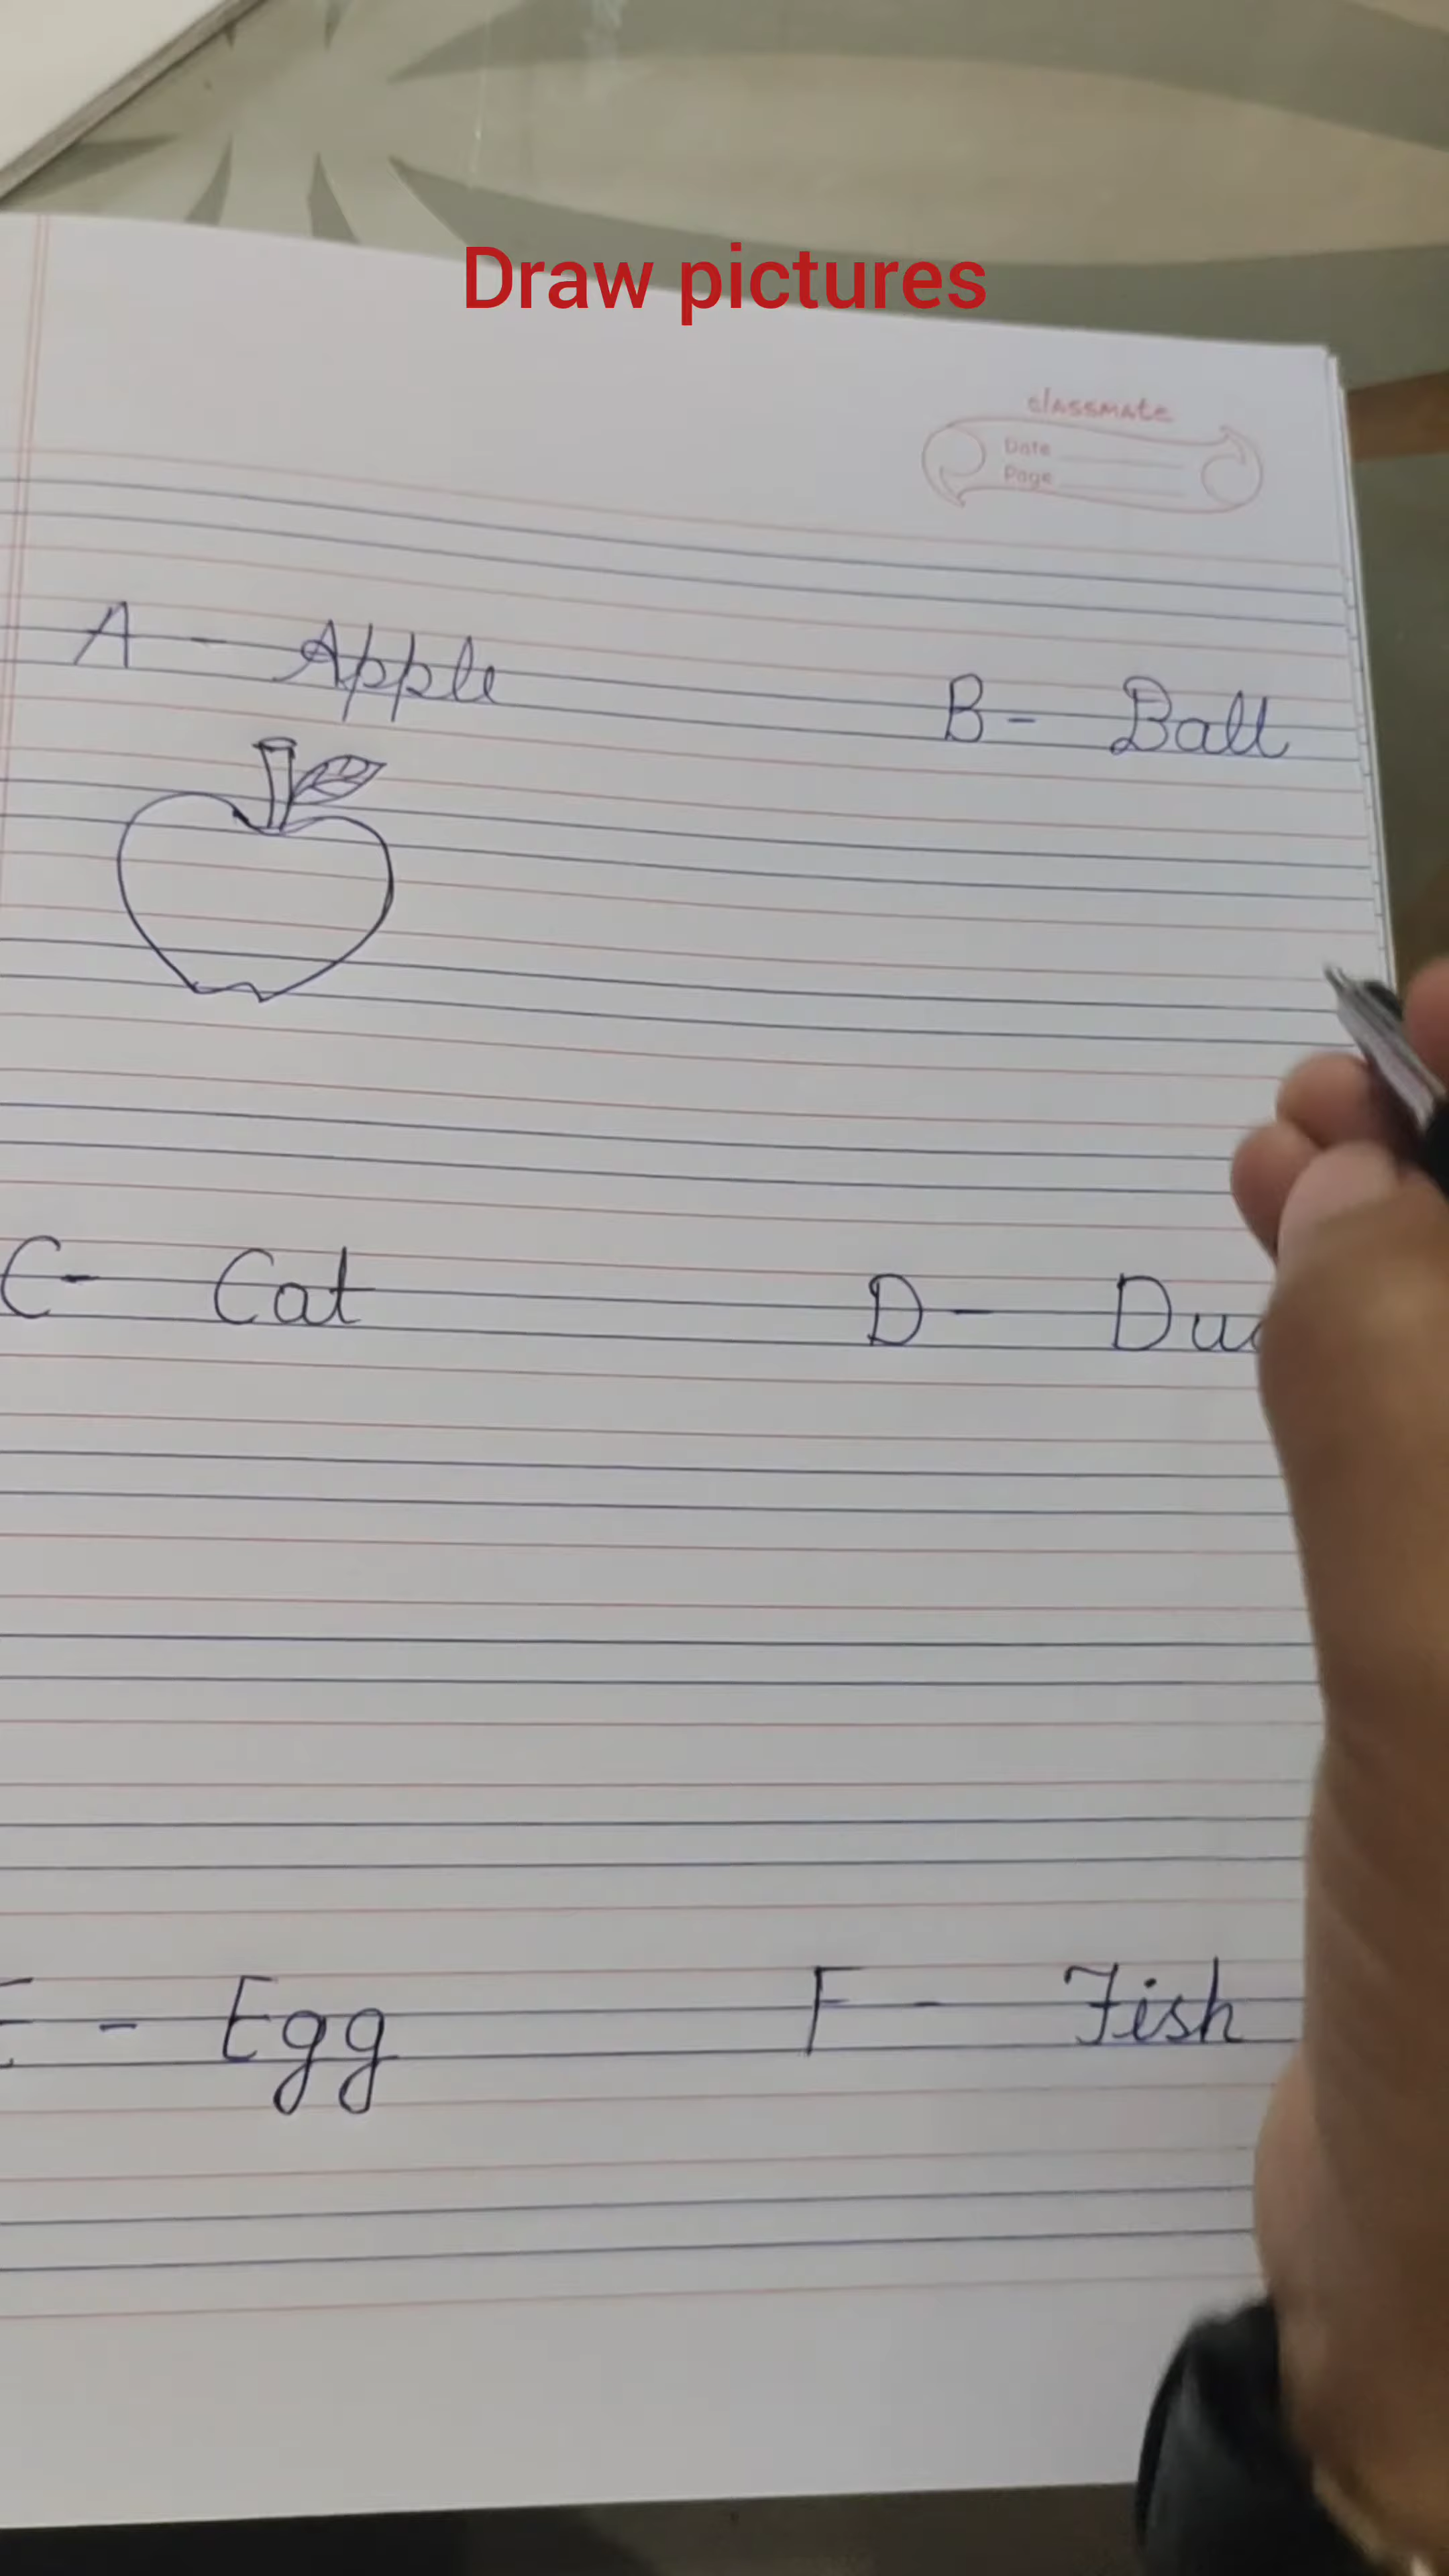 Draw pictures
classmate
Date
Page
A - Apple
B - Ball
C - Cat
D - Du
E - Egg
F - Fish